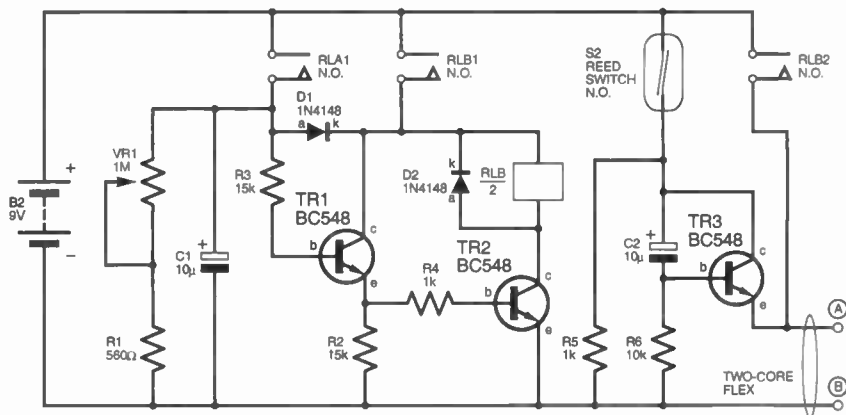 RLA1
N.O.
RLB1
N.O.
S2
REED
SWITCH
N.O.
RLB2
N.O.
D1
1N4148
a
k
VR1
1M
R3
15k
D2
1N4148
k
a
RLB
2
B2
9V
+
-
TR1
BC548
c
b
e
C1
10µ
+
TR2
BC548
c
b
e
R4
1k
TR3
BC548
c
b
e
C2
10µ
+
R1
560Ω
R2
15k
R5
1k
R6
10k
A
TWO-CORE
FLEX
B